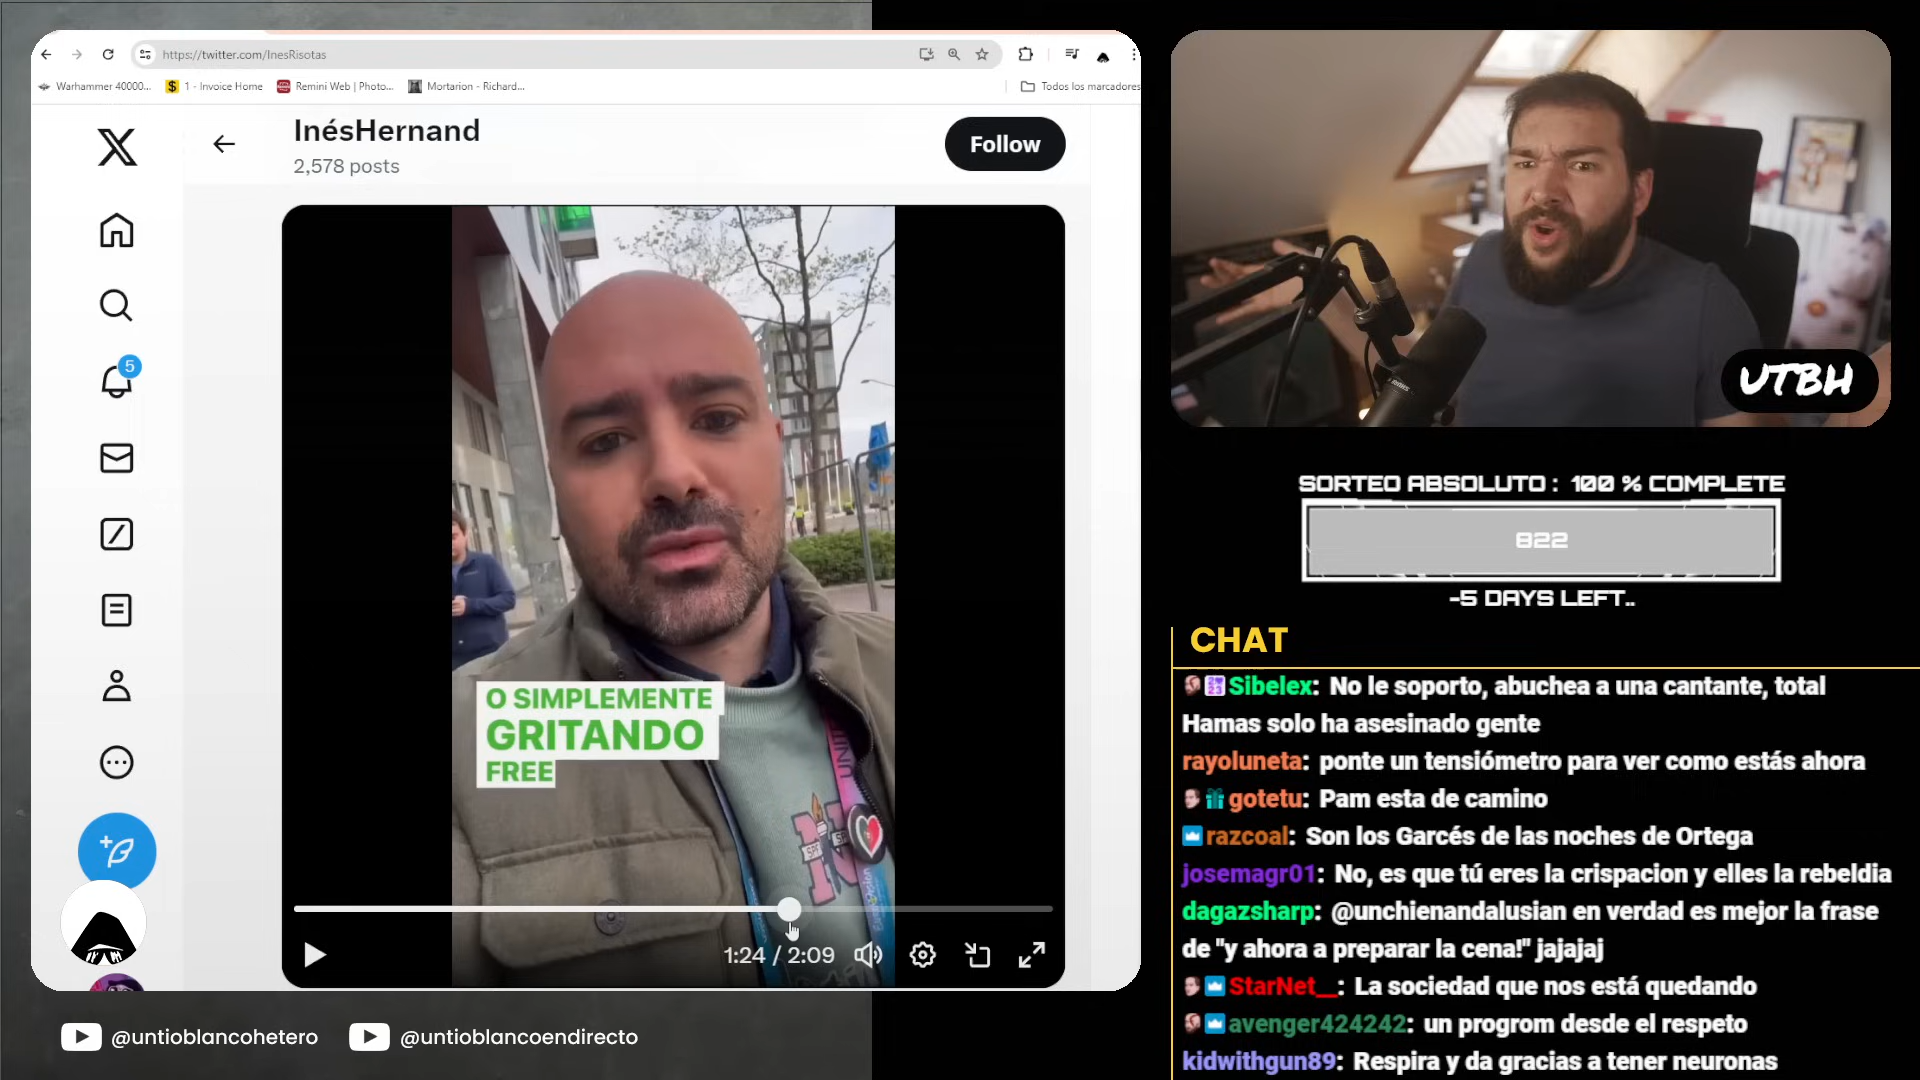 https://twitter.com/InesRisotas
Warhammer 40000...
1 - Invoice Home
Remini Web | Photo...
Mortarion - Richard...
Todos los marcadores
InésHernand
2,578 posts
Follow
5
O SIMPLEMENTE
GRITANDO
FREE
1:24 / 2:09
@untioblancohetero
@untioblancoendirecto
UTBH
SORTEO ABSOLUTO : 100 % COMPLETE
822
-5 DAYS LEFT..
CHAT
Sibelex: No le soporto, abuchea a una cantante, total
Hamas solo ha asesinado gente
rayoluneta: ponte un tensiómetro para ver como estás ahora
gotetu: Pam esta de camino
razcoal: Son los Garcés de las noches de Ortega
josemagr01: No, es que tú eres la crispacion y elles la rebeldia
dagazsharp: @unchienandalusian en verdad es mejor la frase
de "y ahora a preparar la cena!" jajajaj
StarNet__: La sociedad que nos está quedando
avenger424242: un progrom desde el respeto
kidwithgun89: Respira y da gracias a tener neuronas